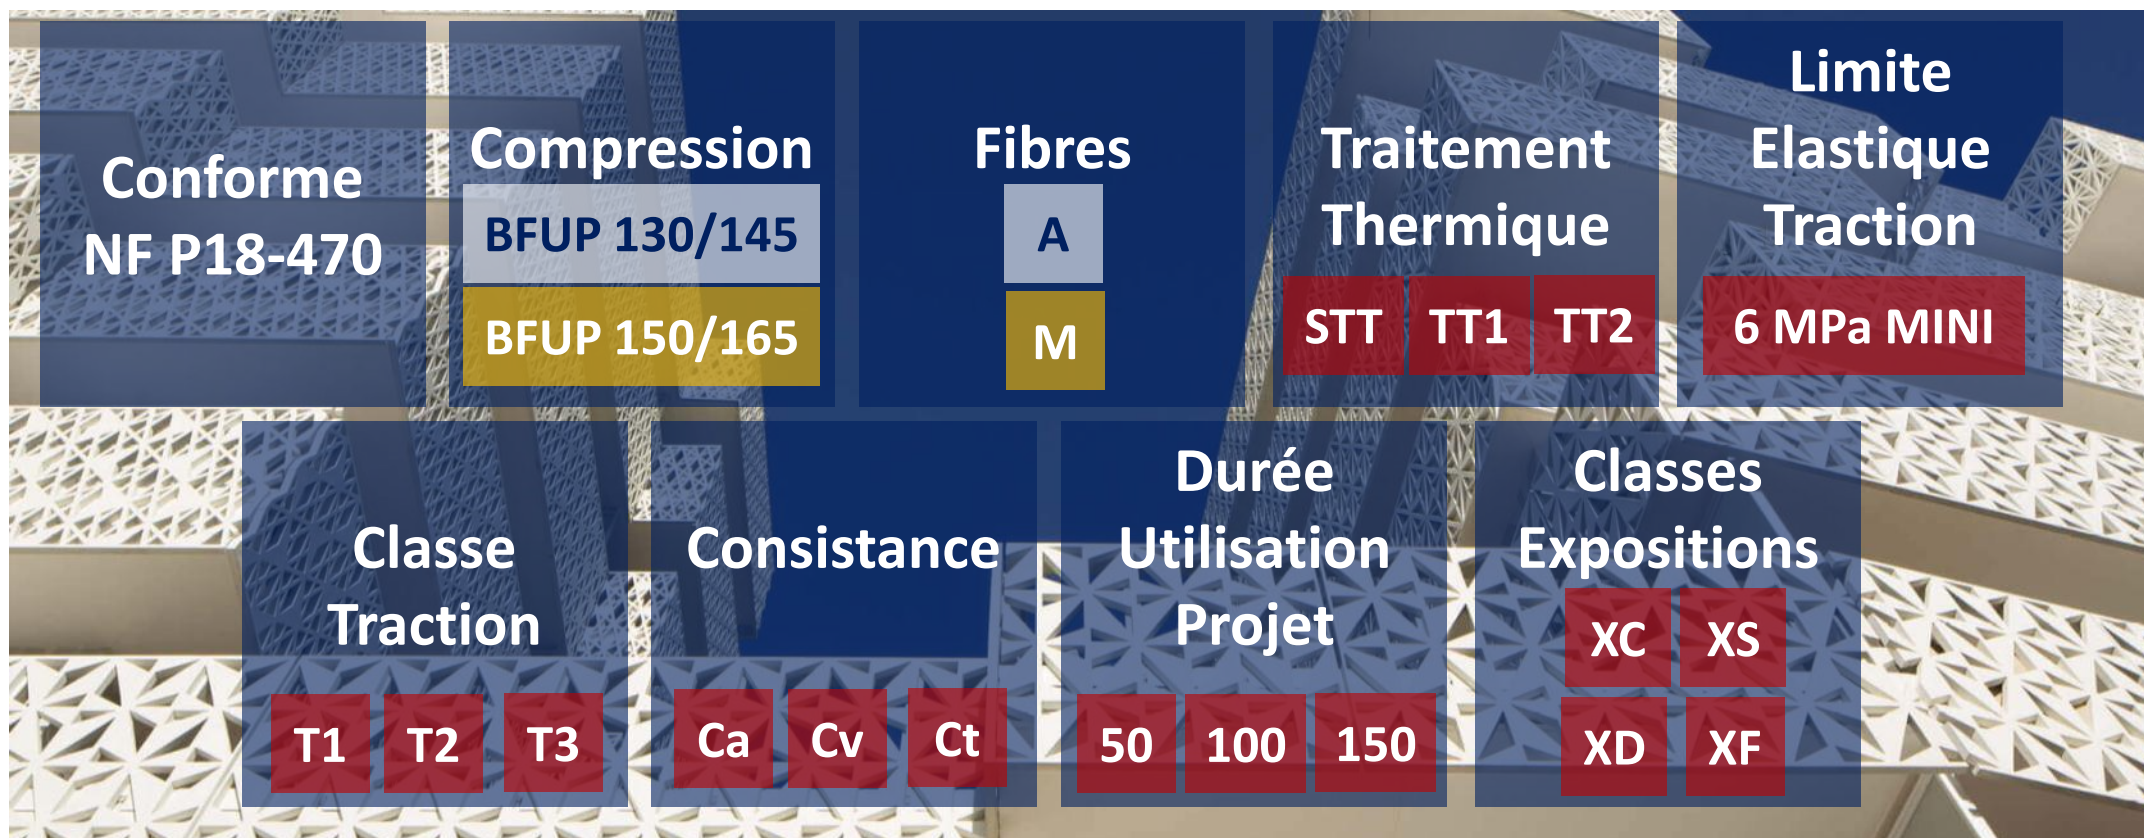 Conforme
NF P18-470
Compression
BFUP 130/145
BFUP 150/165
Fibres
A
M
Traitement
Thermique
STT TT1 TT2
Limite
Elastique
Traction
6 MPa MINI
Classe
Traction
T1 T2 T3
Consistance
Ca Cv Ct
Durée
Utilisation
Projet
50 100 150
Classes
Expositions
XC XS
XD XF